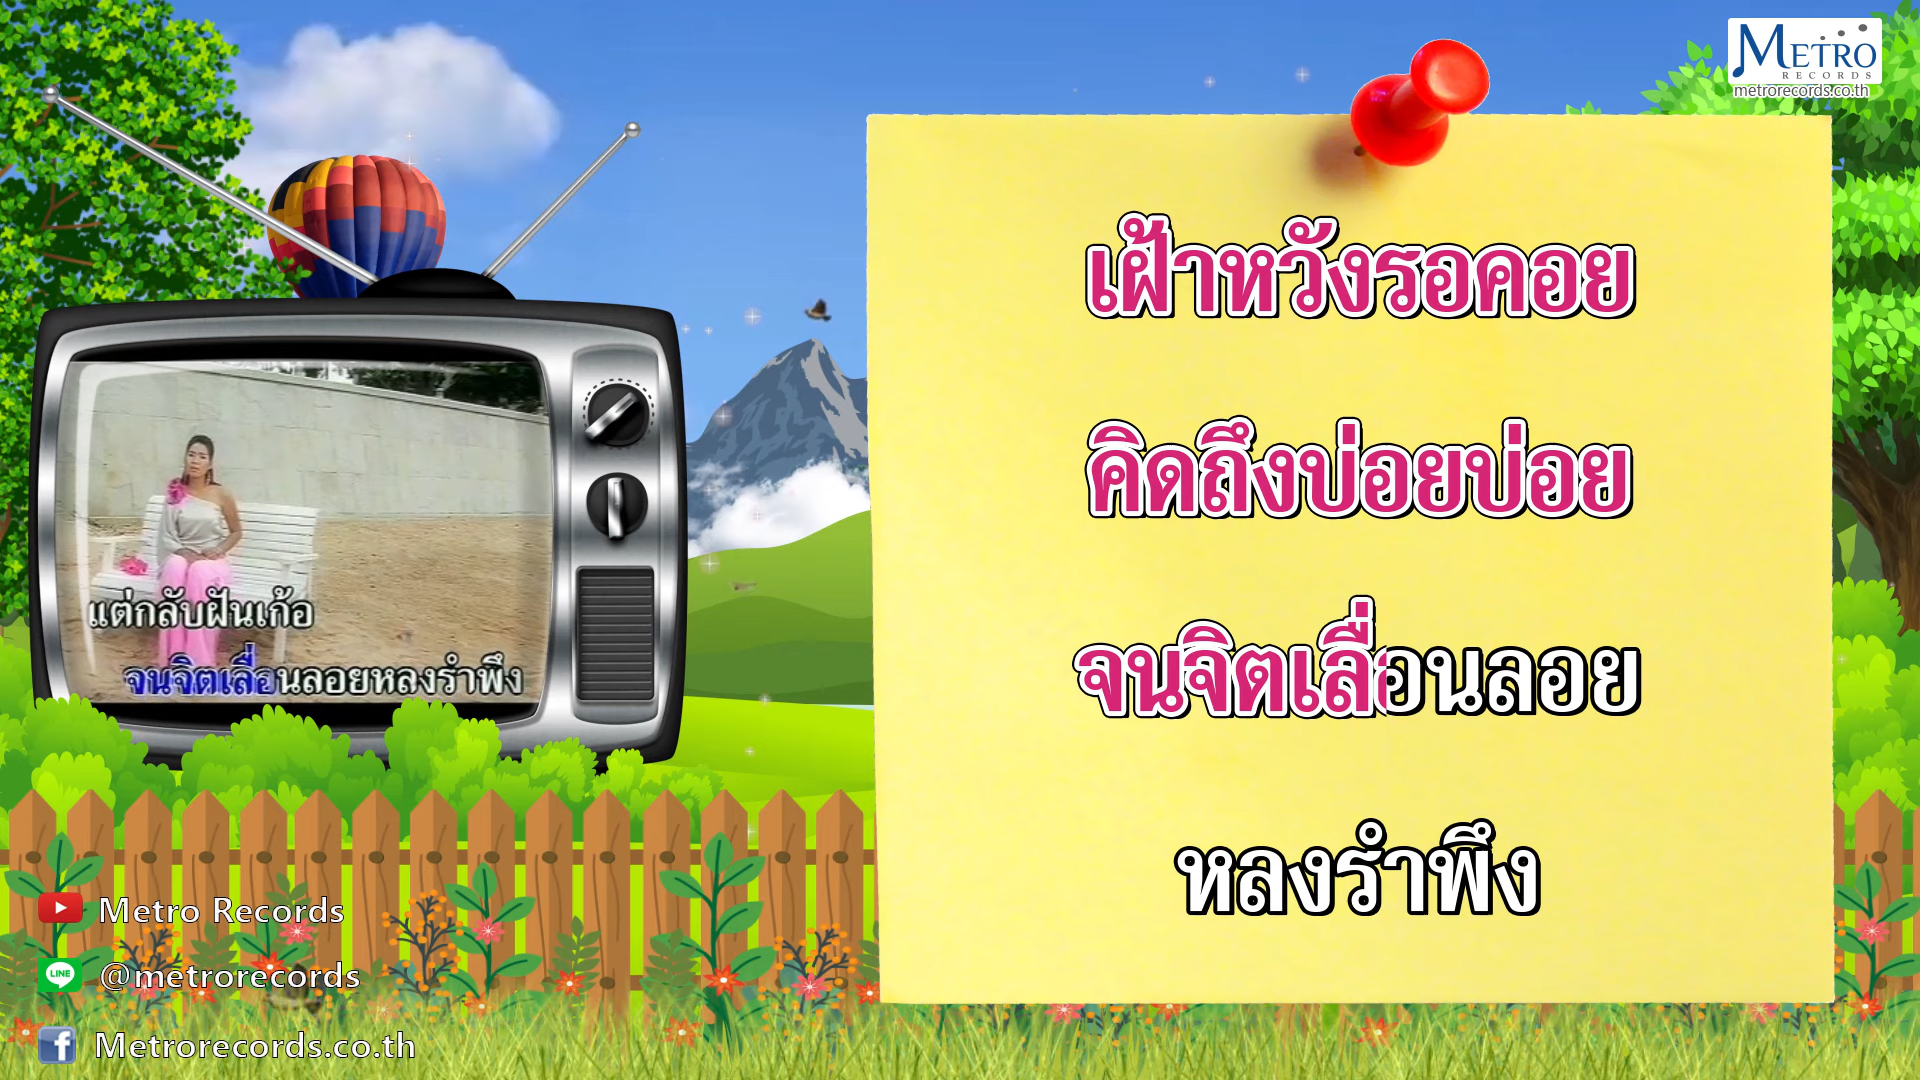 METRO
RECORDS
metrorecords.co.th
เฝ้าหวังรอคอย
คิดถึงบ่อยบ่อย
จนจิตเลื่อนลอย
หลงรำพึง
แต่กลับฝันเก้อ
จนจิตเลื่อนลอยหลงรำพึง
Metro Records
LINE
@metrorecords
f
Metrorecords.co.th